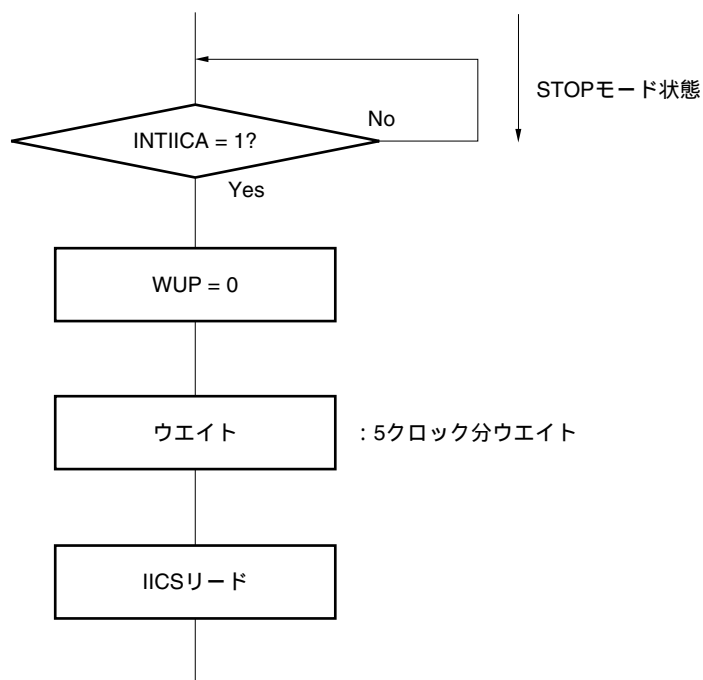 STOPモード状態
No
INTIICA = 1?
Yes
WUP = 0
ウエイト
: 5クロック分ウエイト
IICSリード